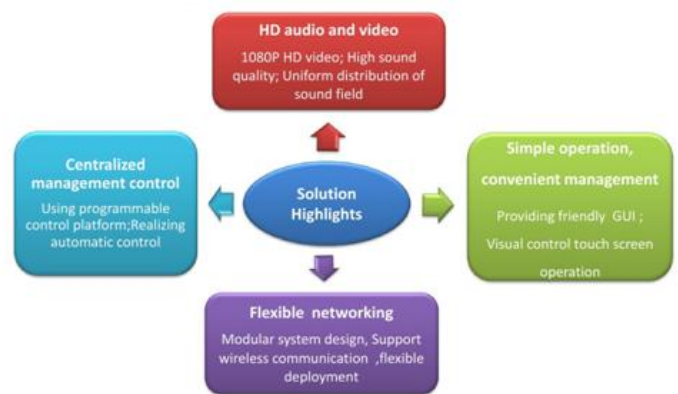 HD audio and video
1080P HD video; High sound
quality; Uniform distribution of
sound field
Centralized
management control
Using programmable
control platform;Realizing
automatic control
Solution
Highlights
Simple operation,
convenient management
Providing friendly  GUI ;
Visual control touch screen
operation
Flexible  networking
Modular system design, Support
wireless communication  ,flexible
deployment